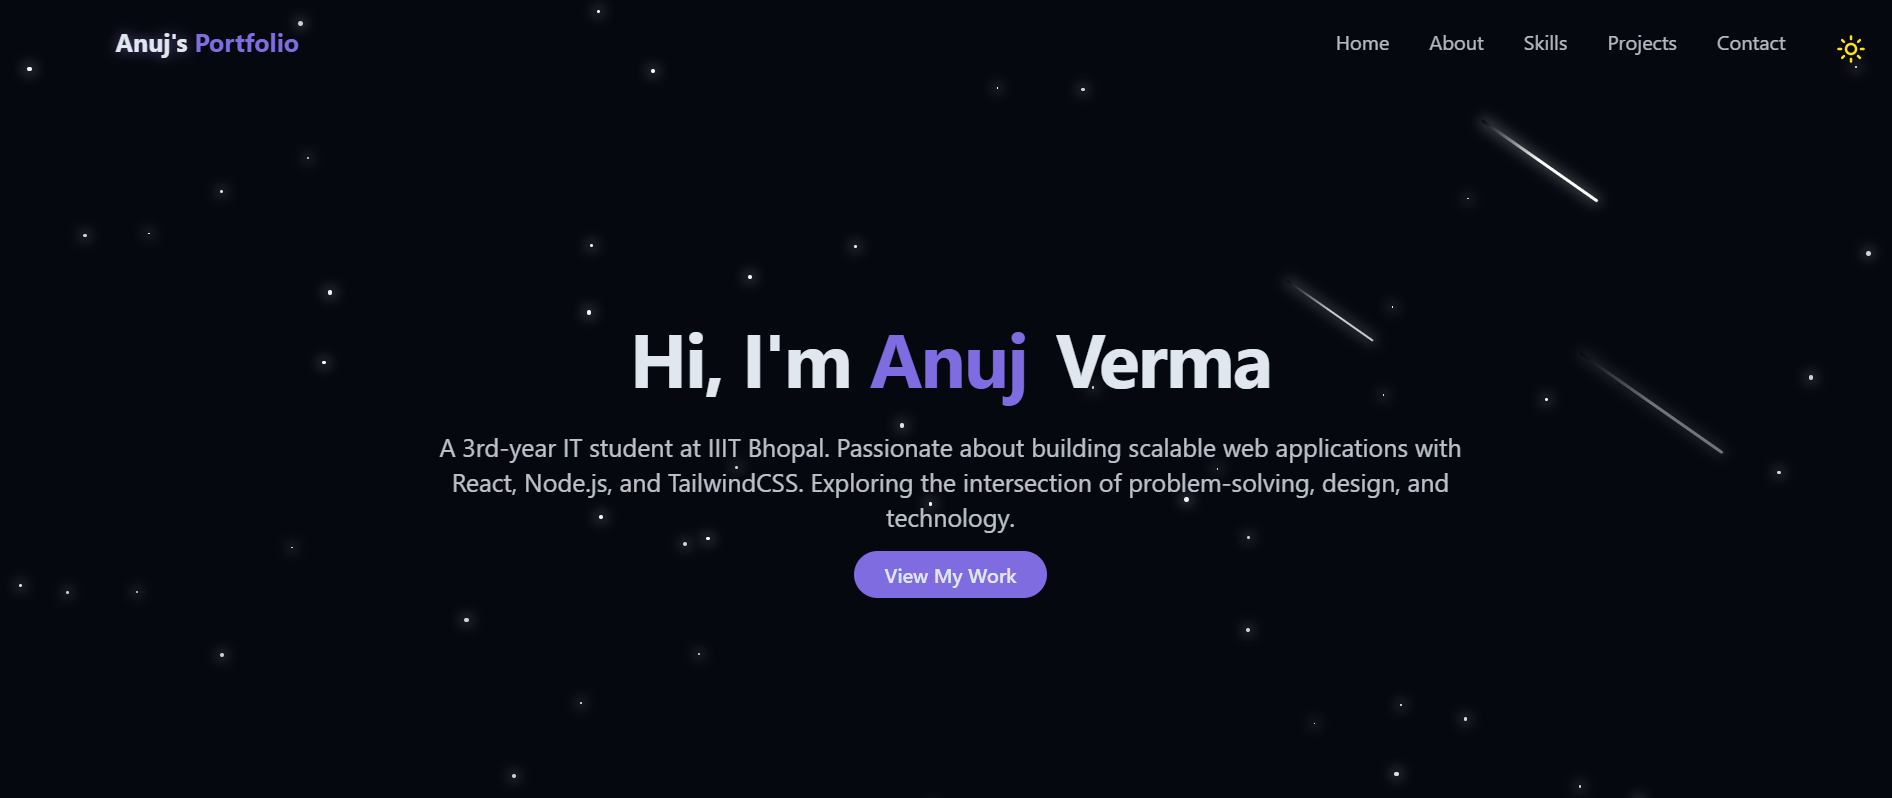 Anuj's Portfolio
Home About Skills Projects Contact
Hi, I'm Anuj Verma
A 3rd-year IT student at IIIT Bhopal. Passionate about building scalable web applications with
React, Node.js, and TailwindCSS. Exploring the intersection of problem-solving, design, and
technology.
View My Work